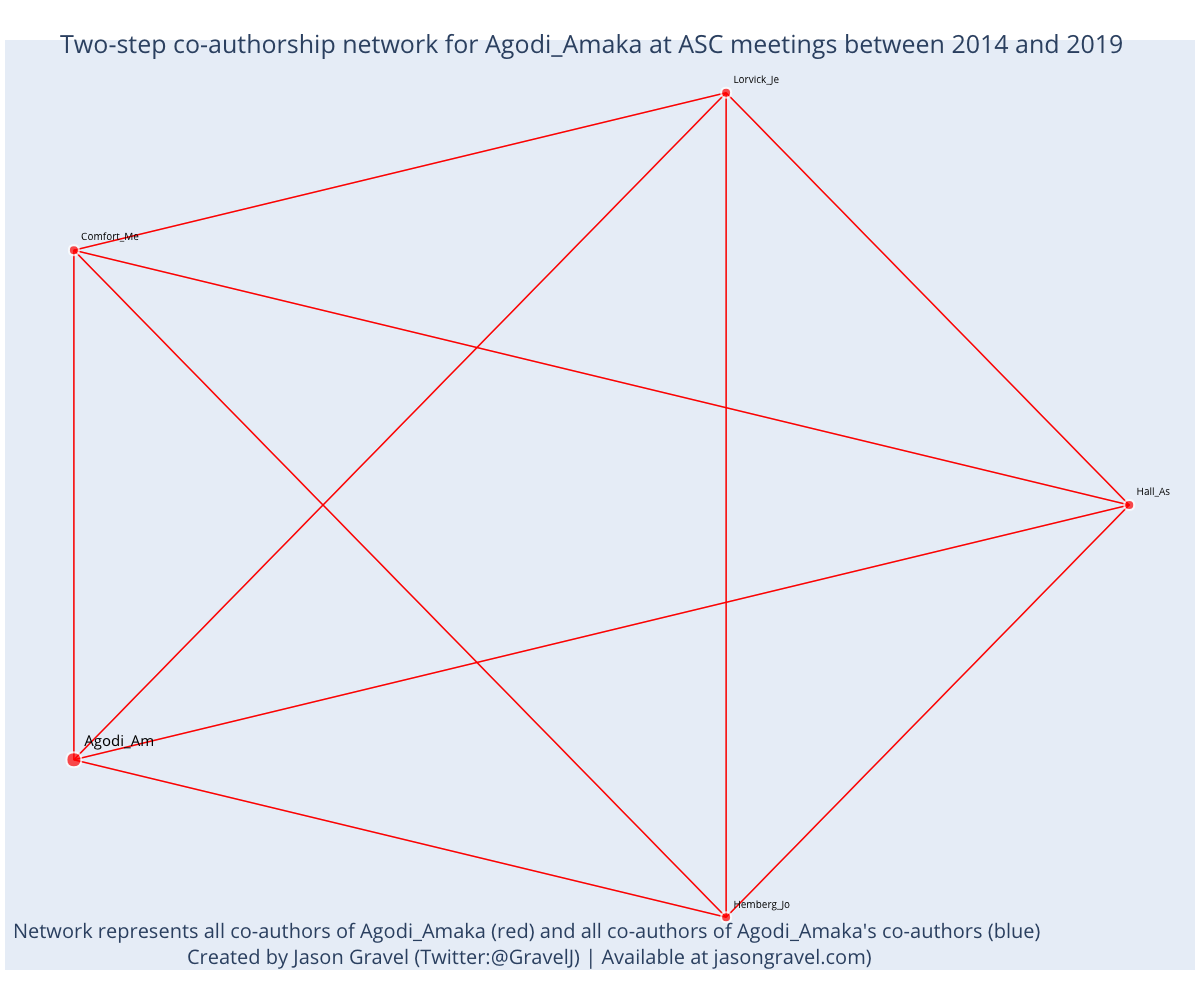 Two-step co-authorship network for Agodi_Amaka at ASC meetings between 2014 and 2019
Lorvick_Je
Comfort_Me
Hall_As
Agodi_Am
Hemberg_Jo
Network represents all co-authors of Agodi_Amaka (red) and all co-authors of Agodi_Amaka's co-authors (blue)
Created by Jason Gravel (Twitter:@GravelJ) | Available at jasongravel.com)